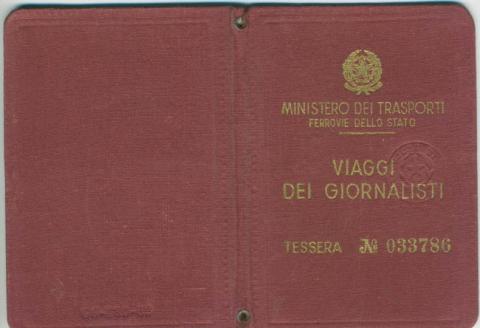 MINISTERO DEI TRASPORTI
FERROVIE DELLO STATO
VIAGGI
DEI GIORNALISTI
TESSERA № 033786